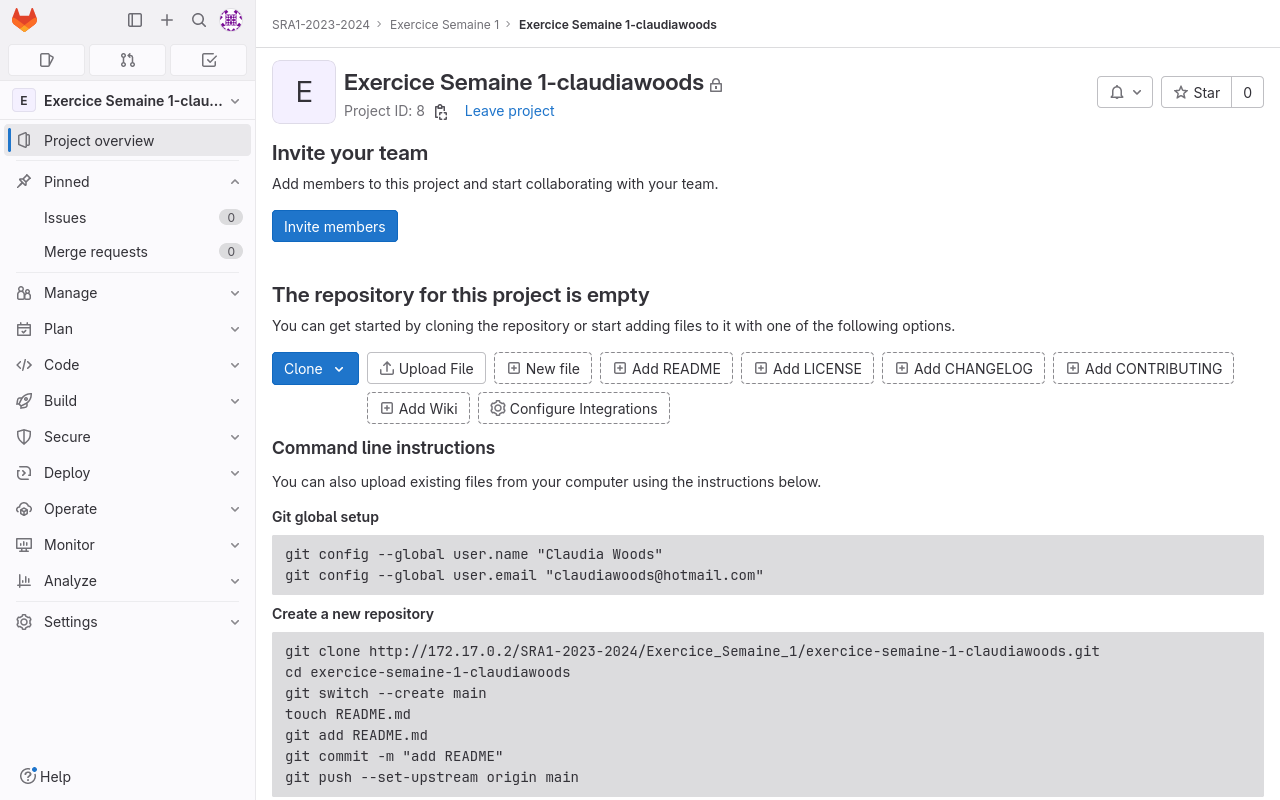 SRA1-2023-2024 Exercice Semaine 1 Exercice Semaine 1-claudiawoods
E Exercice Semaine 1-clau...
Project overview
Pinned
Issues 0
Merge requests 0
Manage
Plan
Code
Build
Secure
Deploy
Operate
Monitor
Analyze
Settings
Help
E
Exercice Semaine 1-claudiawoods
Project ID: 8 Leave project
Star 0
Invite your team
Add members to this project and start collaborating with your team.
Invite members
The repository for this project is empty
You can get started by cloning the repository or start adding files to it with one of the following options.
Clone Upload File New file Add README Add LICENSE Add CHANGELOG Add CONTRIBUTING
Add Wiki Configure Integrations
Command line instructions
You can also upload existing files from your computer using the instructions below.
Git global setup
git config --global user.name "Claudia Woods"
git config --global user.email "claudiawoods@hotmail.com"
Create a new repository
git clone http://172.17.0.2/SRA1-2023-2024/Exercice_Semaine_1/exercice-semaine-1-claudiawoods.git
cd exercice-semaine-1-claudiawoods
git switch --create main
touch README.md
git add README.md
git commit -m "add README"
git push --set-upstream origin main